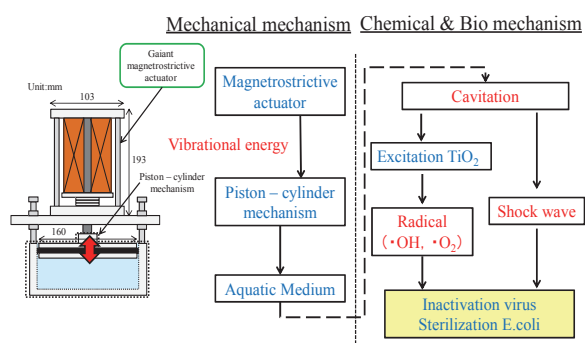 Mechanical mechanism
Chemical & Bio mechanism
Gaiant
magnetrostrictive
actuator
Unit:mm
103
193
Piston – cylinder
mechanism
160
Magnetrostrictive
actuator
Vibrational energy
Piston – cylinder
mechanism
Aquatic Medium
Cavitation
Excitation TiO₂
Radical
(・OH, ・O₂)
Shock wave
Inactivation virus
Sterilization E.coli